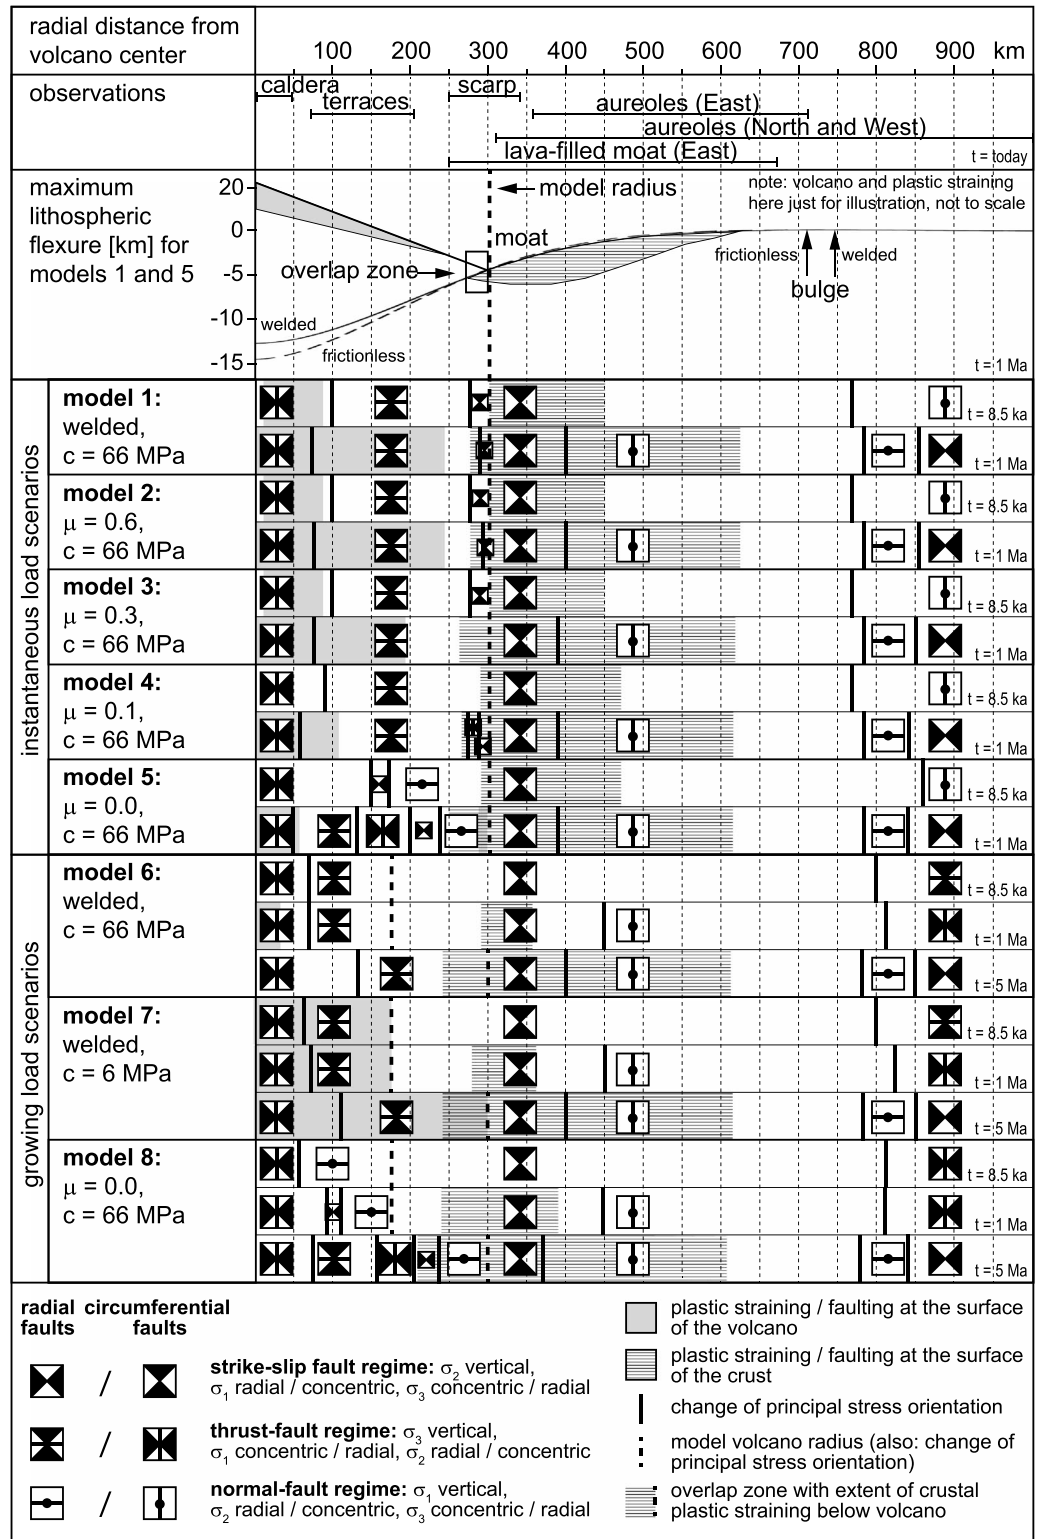 radial distance from
volcano center
100 200 300 400 500 600 700 800 900 km
observations
caldera
terraces
scarp
aureoles (East)
aureoles (North and West)
lava-filled moat (East)
t = today
maximum
lithospheric
flexure [km] for
models 1 and 5
20
0
-5
-10
-15
model radius
note: volcano and plastic straining
here just for illustration, not to scale
moat
overlap zone
frictionless
welded
bulge
welded
frictionless
t = 1 Ma
instantaneous load scenarios
model 1:
welded,
c = 66 MPa
t = 8.5 ka
t = 1 Ma
model 2:
μ = 0.6,
c = 66 MPa
t = 8.5 ka
t = 1 Ma
model 3:
μ = 0.3,
c = 66 MPa
t = 8.5 ka
t = 1 Ma
model 4:
μ = 0.1,
c = 66 MPa
t = 8.5 ka
t = 1 Ma
model 5:
μ = 0.0,
c = 66 MPa
t = 8.5 ka
t = 1 Ma
growing load scenarios
model 6:
welded,
c = 66 MPa
t = 8.5 ka
t = 1 Ma
t = 5 Ma
model 7:
welded,
c = 6 MPa
t = 8.5 ka
t = 1 Ma
t = 5 Ma
model 8:
μ = 0.0,
c = 66 MPa
t = 8.5 ka
t = 1 Ma
t = 5 Ma
radial circumferential
faults faults
/ strike-slip fault regime: σ₂ vertical,
σ₁ radial / concentric, σ₃ concentric / radial
/ thrust-fault regime: σ₃ vertical,
σ₁ concentric / radial, σ₂ radial / concentric
/ normal-fault regime: σ₁ vertical,
σ₂ radial / concentric, σ₃ concentric / radial
plastic straining / faulting at the surface
of the volcano
plastic straining / faulting at the surface
of the crust
change of principal stress orientation
model volcano radius (also: change of
principal stress orientation)
overlap zone with extent of crustal
plastic straining below volcano